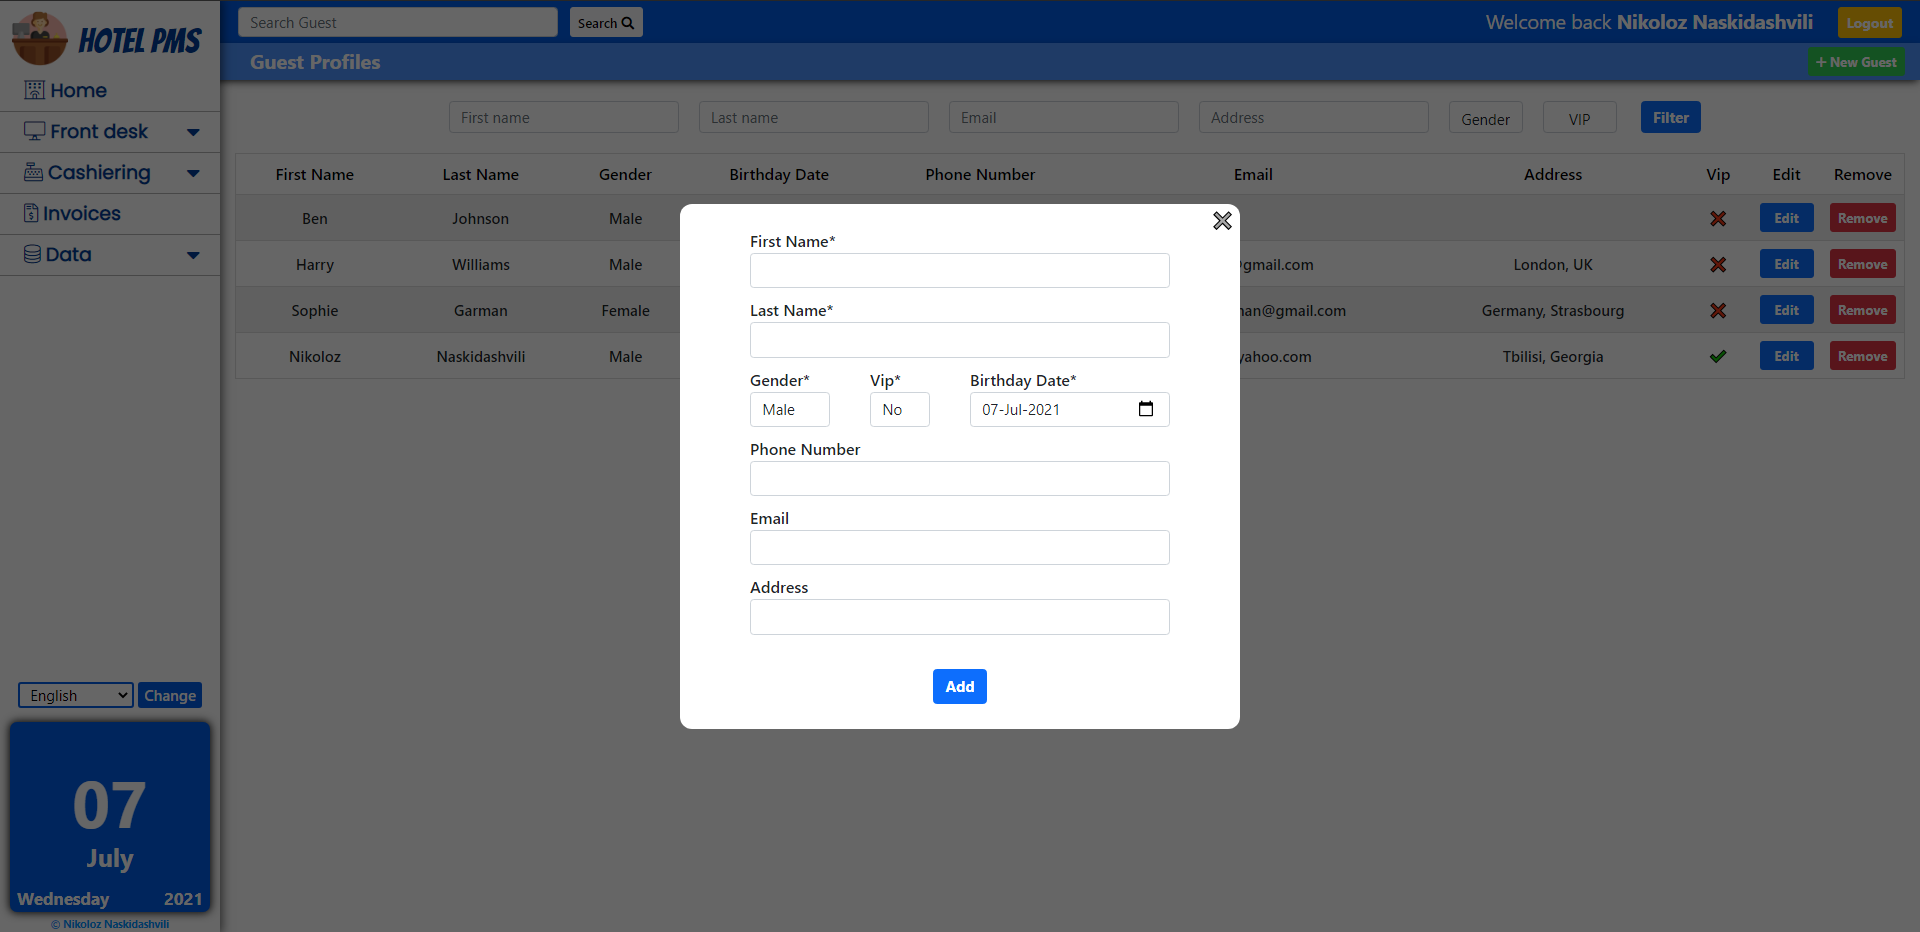 HOTEL PMS
Search Guest
Search
Welcome back Nikoloz Naskidashvili
Logout
Guest Profiles
+ New Guest
Home
Front desk
Cashiering
Invoices
Data
First name
Last name
Email
Address
Gender
VIP
Filter
First Name Last Name Gender Birthday Date Phone Number Email Address Vip Edit Remove
Ben Johnson Male Edit Remove
Harry Williams Male gmail.com London, UK Edit Remove
Sophie Garman Female an@gmail.com Germany, Strasbourg Edit Remove
Nikoloz Naskidashvili Male yahoo.com Tbilisi, Georgia Edit Remove
First Name*
Last Name*
Gender* Vip* Birthday Date*
Male No 07-Jul-2021
Phone Number
Email
Address
Add
English
Change
07
July
Wednesday 2021
© Nikoloz Naskidashvili